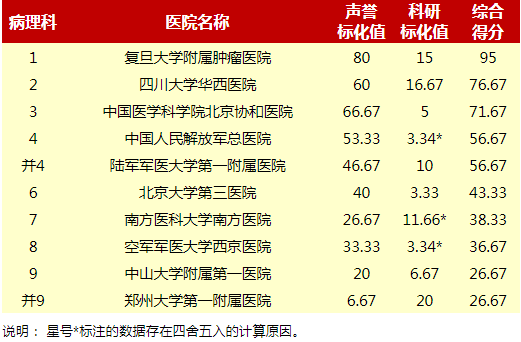 病理科 医院名称 声誉标化值 科研标化值 综合得分
1 复旦大学附属肿瘤医院 80 15 95
2 四川大学华西医院 60 16.67 76.67
3 中国医学科学院北京协和医院 66.67 5 71.67
4 中国人民解放军总医院 53.33 3.34* 56.67
并4 陆军军医大学第一附属医院 46.67 10 56.67
6 北京大学第三医院 40 3.33 43.33
7 南方医科大学南方医院 26.67 11.66* 38.33
8 空军军医大学西京医院 33.33 3.34* 36.67
9 中山大学附属第一医院 20 6.67 26.67
并9 郑州大学第一附属医院 6.67 20 26.67
说明： 星号*标注的数据存在四舍五入的计算原因。